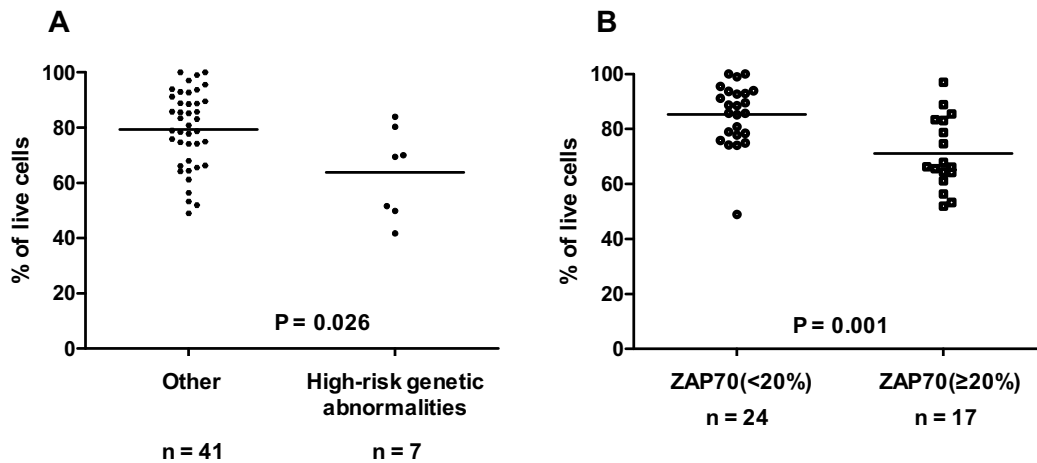 A
% of live cells
100
80
60
40
20
0
P = 0.026
Other
High-risk genetic
abnormalities
n = 41
n = 7
B
% of live cells
100
80
60
40
20
0
P = 0.001
ZAP70(<20%)
ZAP70(≥20%)
n = 24
n = 17